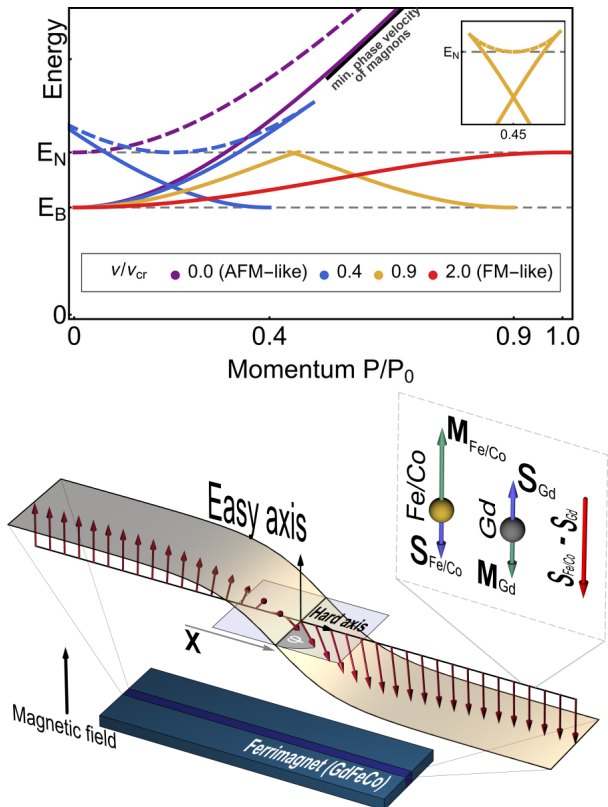 Energy
min. phase velocity
of magnons
E_N
0.45
E_N
E_B
v/v_cr
0.0 (AFM-like)
0.4
0.9
2.0 (FM-like)
0
0
0.4
0.9
1.0
Momentum P/P_0
Easy axis
Hard axis
φ
X
Magnetic field
Ferrimagnet (GdFeCo)
Fe/Co
M_Fe/Co
S_Fe/Co
Gd
S_Gd
M_Gd
S_Fe/Co - S_Gd